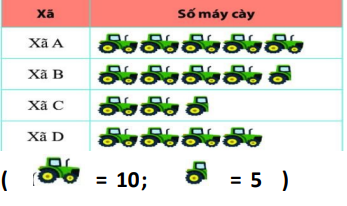 Xã Số máy cày
Xã A
Xã B
Xã C
Xã D
( = 10; = 5 )